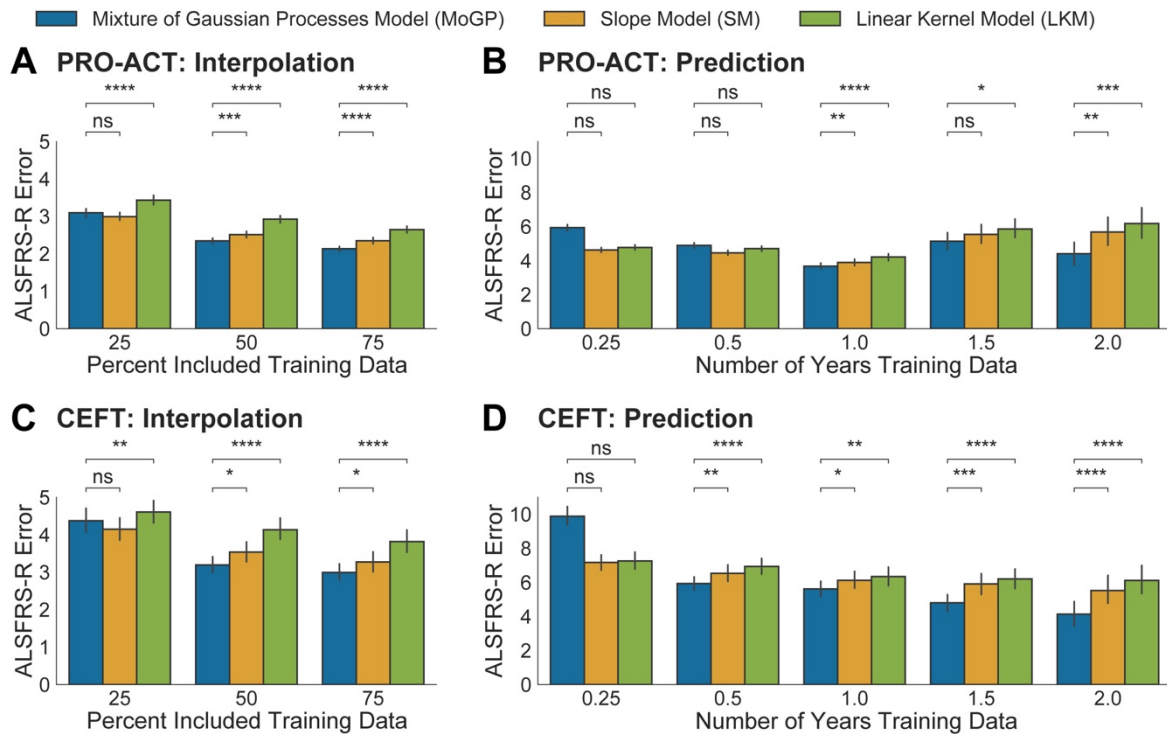 Mixture of Gaussian Processes Model (MoGP) Slope Model (SM) Linear Kernel Model (LKM)
A PRO-ACT: Interpolation
**** **** ****
ns *** ****
5
4
3
2
1
0
ALSFRS-R Error
25 50 75
Percent Included Training Data
B PRO-ACT: Prediction
ns ns **** * ***
ns ns ** ns **
10
8
6
4
2
0
ALSFRS-R Error
0.25 0.5 1.0 1.5 2.0
Number of Years Training Data
C CEFT: Interpolation
** **** ****
ns * *
5
4
3
2
1
0
ALSFRS-R Error
25 50 75
Percent Included Training Data
D CEFT: Prediction
ns **** ** **** ****
ns ** * *** ****
10
8
6
4
2
0
ALSFRS-R Error
0.25 0.5 1.0 1.5 2.0
Number of Years Training Data